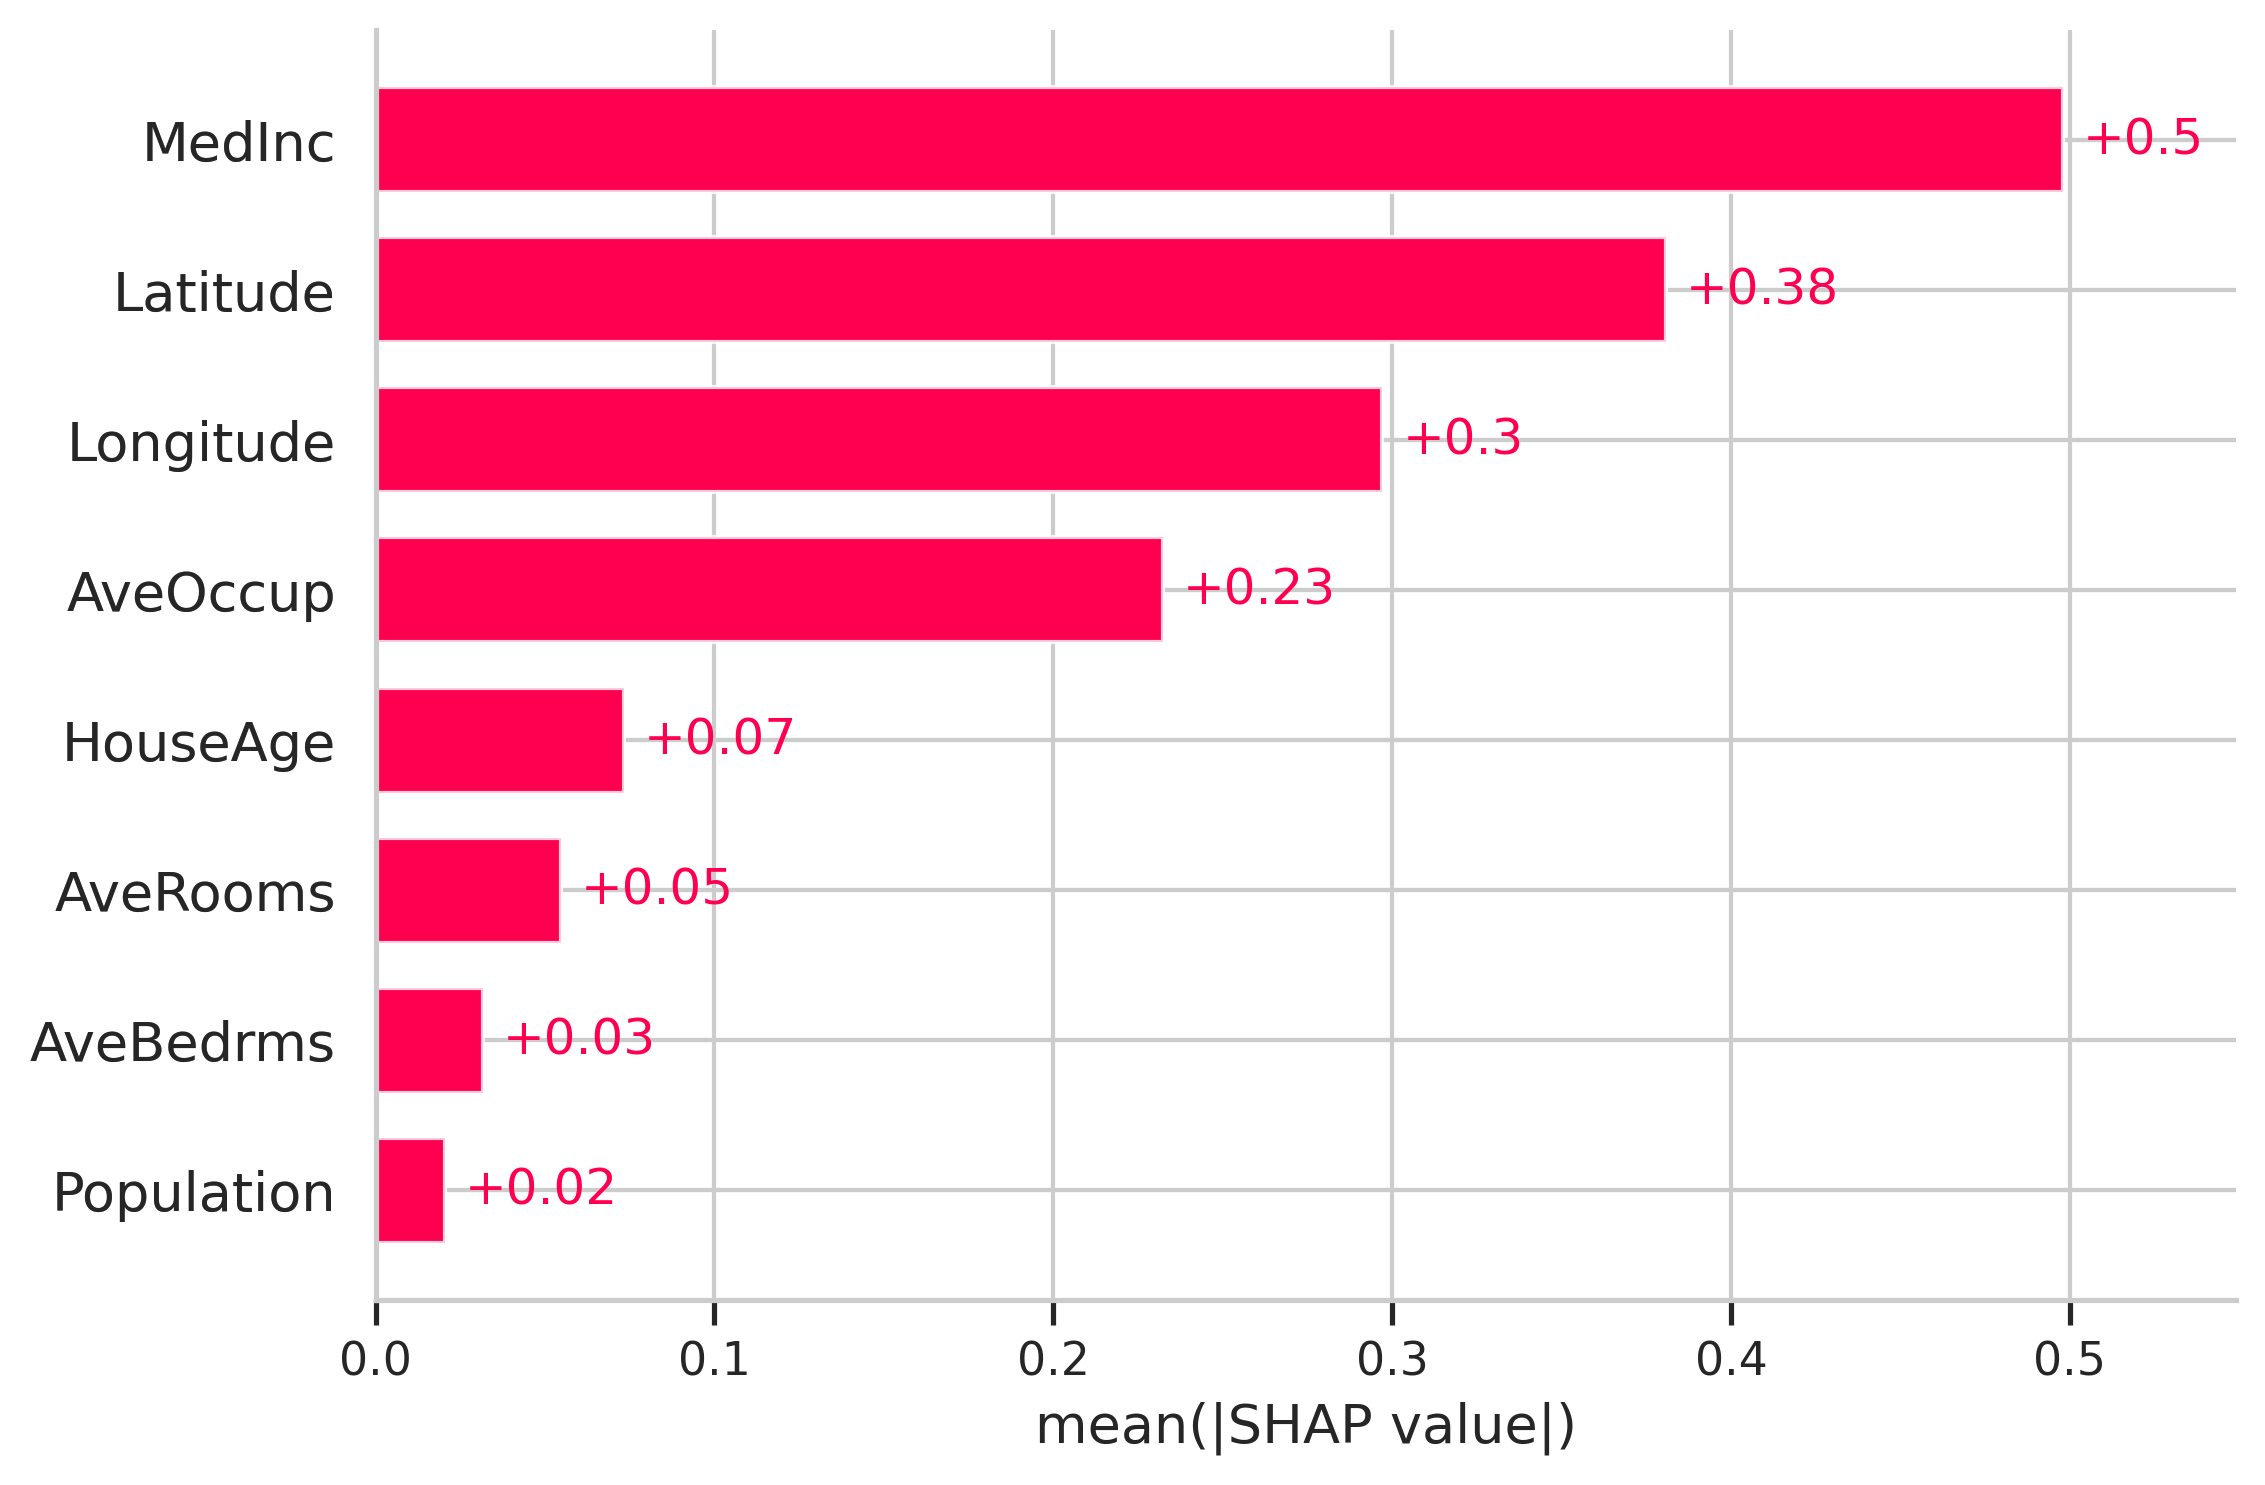 MedInc +0.5
Latitude +0.38
Longitude +0.3
AveOccup +0.23
HouseAge +0.07
AveRooms +0.05
AveBedrms +0.03
Population +0.02
0.0 0.1 0.2 0.3 0.4 0.5
mean(|SHAP value|)